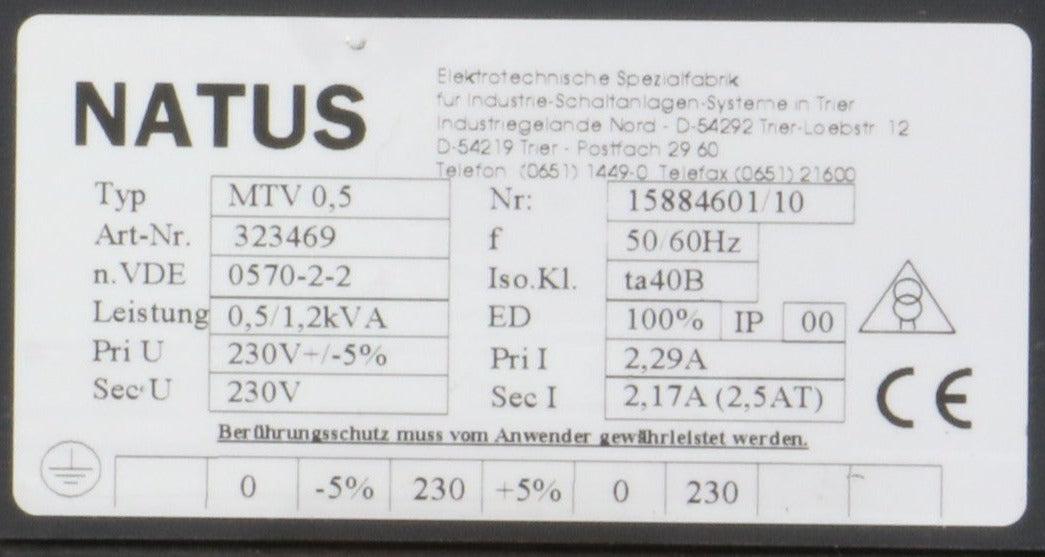 NATUS
Elektrotechnische Spezialfabrik
für Industrie-Schaltanlagen-Systeme in Trier
Industriegelande Nord - D-54292 Trier-Loebstr 12
D-54219 Trier - Postfach 29 60
Telefon (0651) 1449-0 Telefax (0651) 21600
Typ MTV 0,5 Nr: 15884601/10
Art-Nr. 323469 f 50/60Hz
n.VDE 0570-2-2 Iso.Kl. ta40B
Leistung 0,5/1,2kVA ED 100% IP 00
Pri U 230V+/-5% Pri I 2,29A
Sec U 230V Sec I 2,17A (2,5AT)
CE
Berührungsschutz muss vom Anwender gewährleistet werden.
0 -5% 230 +5% 0 230